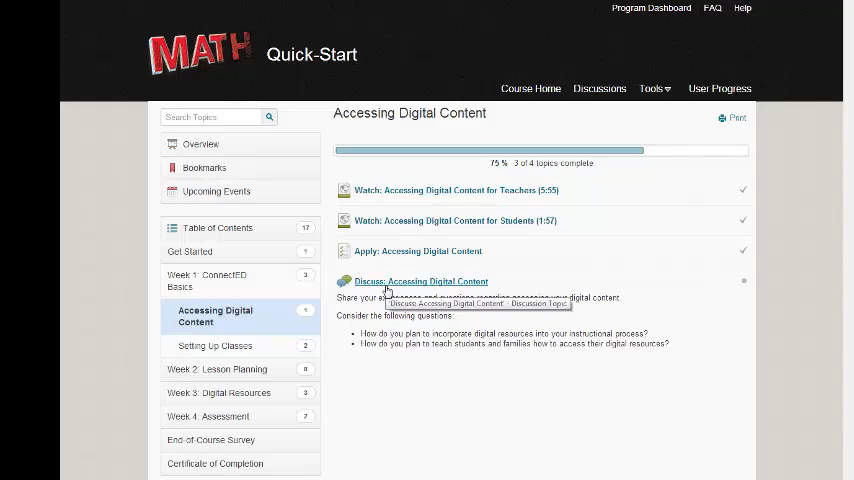 Program Dashboard FAQ Help
MATH Quick-Start
Course Home Discussions Tools User Progress
Search Topics
Accessing Digital Content
Print
Overview
75 % 3 of 4 topics complete
Bookmarks
Upcoming Events
Watch: Accessing Digital Content for Teachers (5:55)
Watch: Accessing Digital Content for Students (1:57)
Apply: Accessing Digital Content
Discuss: Accessing Digital Content
Share your experiences and questions regarding accessing your digital content.
'Discuss: Accessing Digital Content' - Discussion Topic
Consider the following questions:
• How do you plan to incorporate digital resources into your instructional process?
• How do you plan to teach students and families how to access their digital resources?
Table of Contents 17
Get Started 1
Week 1: ConnectED 3
Basics
Accessing Digital 1
Content
Setting Up Classes 2
Week 2: Lesson Planning 8
Week 3: Digital Resources 3
Week 4: Assessment 2
End-of-Course Survey
Certificate of Completion